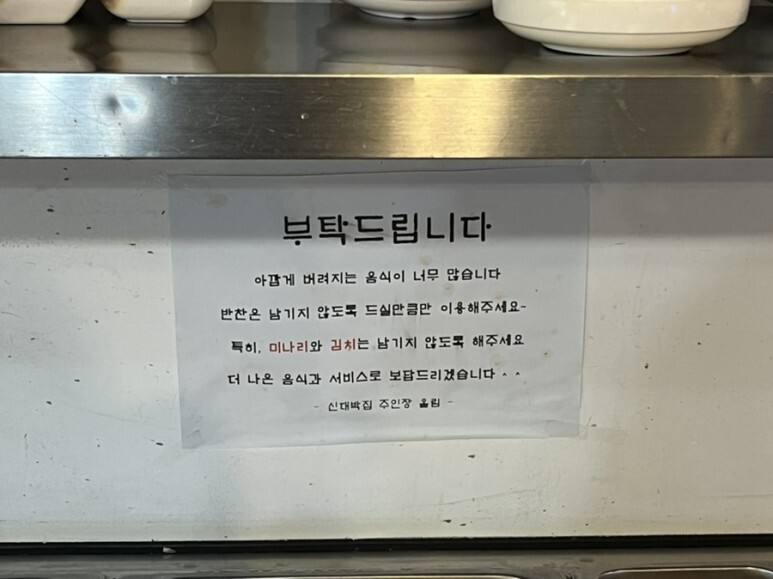 부탁드립니다
아깝게 버려지는 음식이 너무 많습니다
반찬은 남기지 않도록 드실만큼만 이용해주세요~
특히, 미나리와 김치는 남기지 않도록 해주세요
더 나은 음식과 서비스로 보답드리겠습니다 ^ ^
- 신대박집 주인장 올림 -